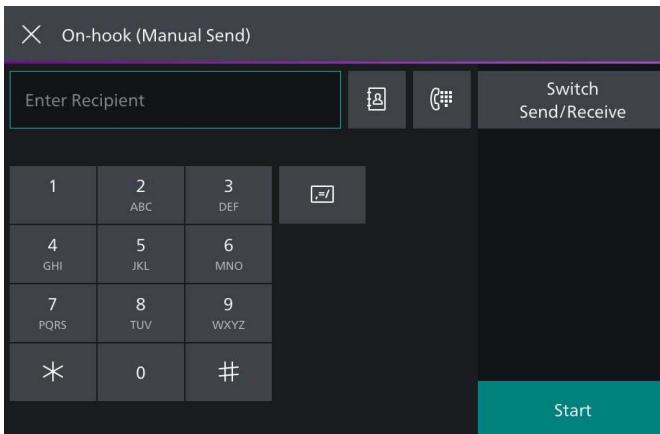 On-hook (Manual Send)
Enter Recipient
Switch
Send/Receive
1 2 3
ABC DEF
,=/
4 5 6
GHI JKL MNO
7 8 9
PQRS TUV WXYZ
* 0 #
Start